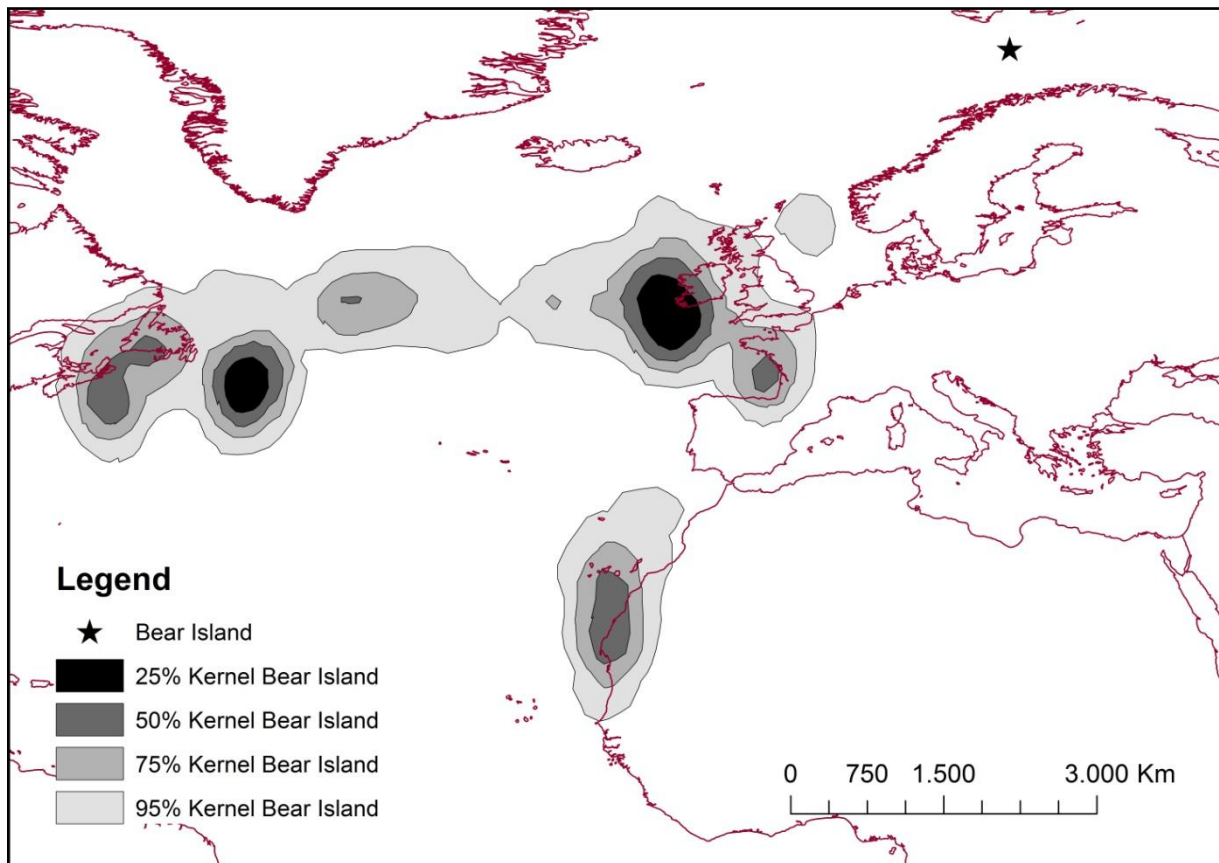 Legend
Bear Island
25% Kernel Bear Island
50% Kernel Bear Island
75% Kernel Bear Island
95% Kernel Bear Island
0 750 1.500 3.000 Km